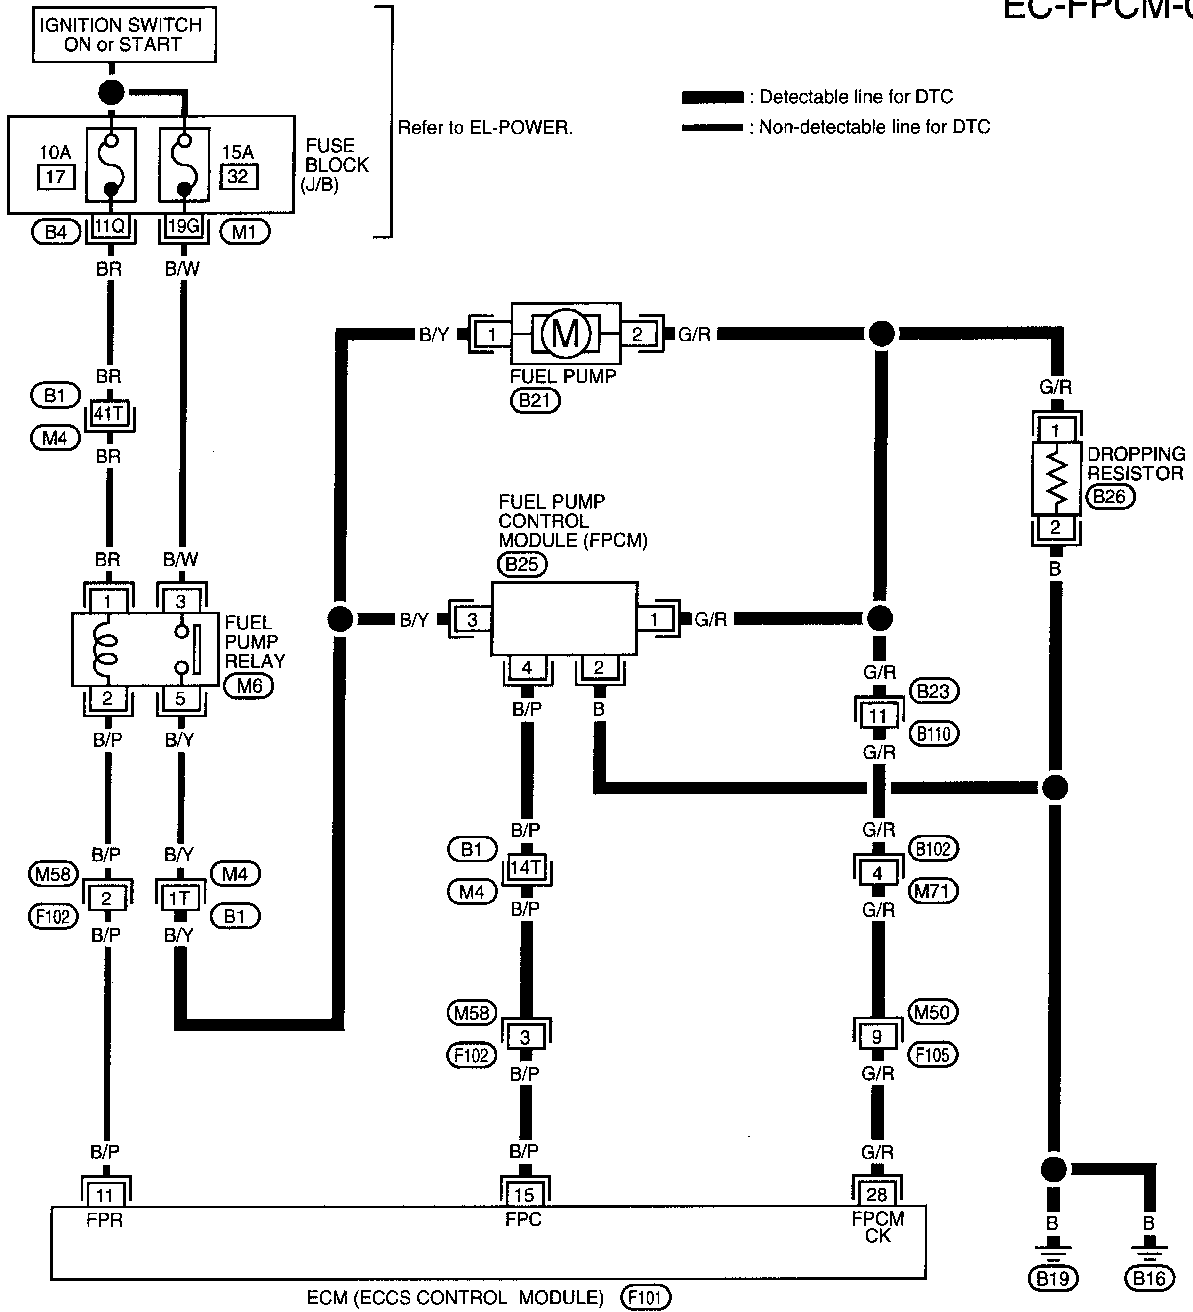 EC-FPCM-0
IGNITION SWITCH
ON or START
Refer to EL-POWER.
: Detectable line for DTC
: Non-detectable line for DTC
10A
17
15A
32
FUSE
BLOCK
(J/B)
B4
11Q
19G
M1
BR
B/W
BR
B1
41T
M4
BR
BR
B/W
1
3
FUEL
PUMP
RELAY
M6
2
5
B/P
B/Y
B/P
B/Y
M58
2
F102
M4
1T
B1
B/P
B/Y
B/P
11
FPR
B/Y
1
M
2
G/R
FUEL PUMP
B21
G/R
1
DROPPING
RESISTOR
B26
2
B
FUEL PUMP
CONTROL
MODULE (FPCM)
B25
B/Y
3
1
G/R
4
2
B/P
B
G/R
B23
11
B110
G/R
B/P
B1
14T
M4
B/P
G/R
B102
4
M71
G/R
M58
3
F102
B/P
M50
9
F105
G/R
B/P
15
FPC
G/R
28
FPCM
CK
B
B
B19
B16
ECM (ECCS CONTROL MODULE)
F101